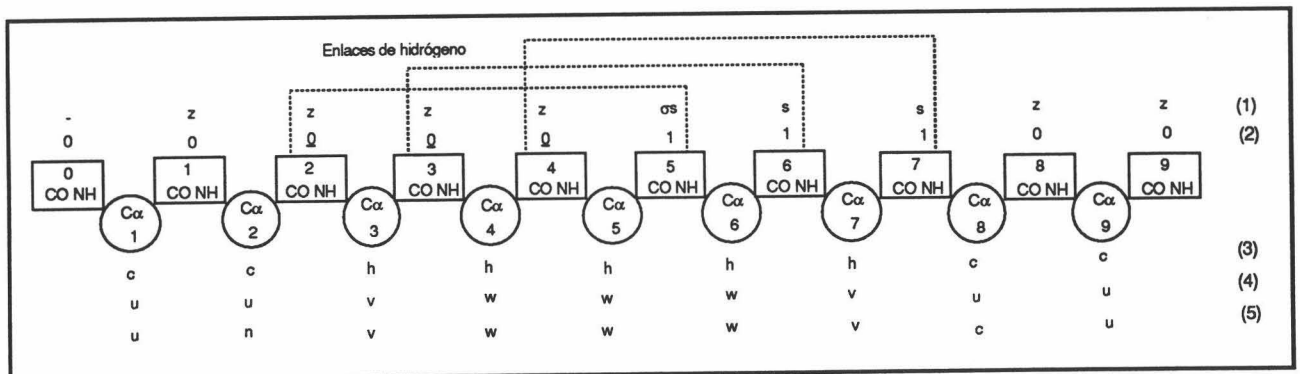 Enlaces de hidrógeno
- z z z z σs s s z z (1)
0 0 0 0 0 1 1 1 0 0 (2)
0 1 2 3 4 5 6 7 8 9
CO NH CO NH CO NH CO NH CO NH CO NH CO NH CO NH CO NH CO NH
Cα Cα Cα Cα Cα Cα Cα Cα Cα
1 2 3 4 5 6 7 8 9
c c h h h h h c c (3)
u u v w w w v u u (4)
u n v w w w v c u (5)